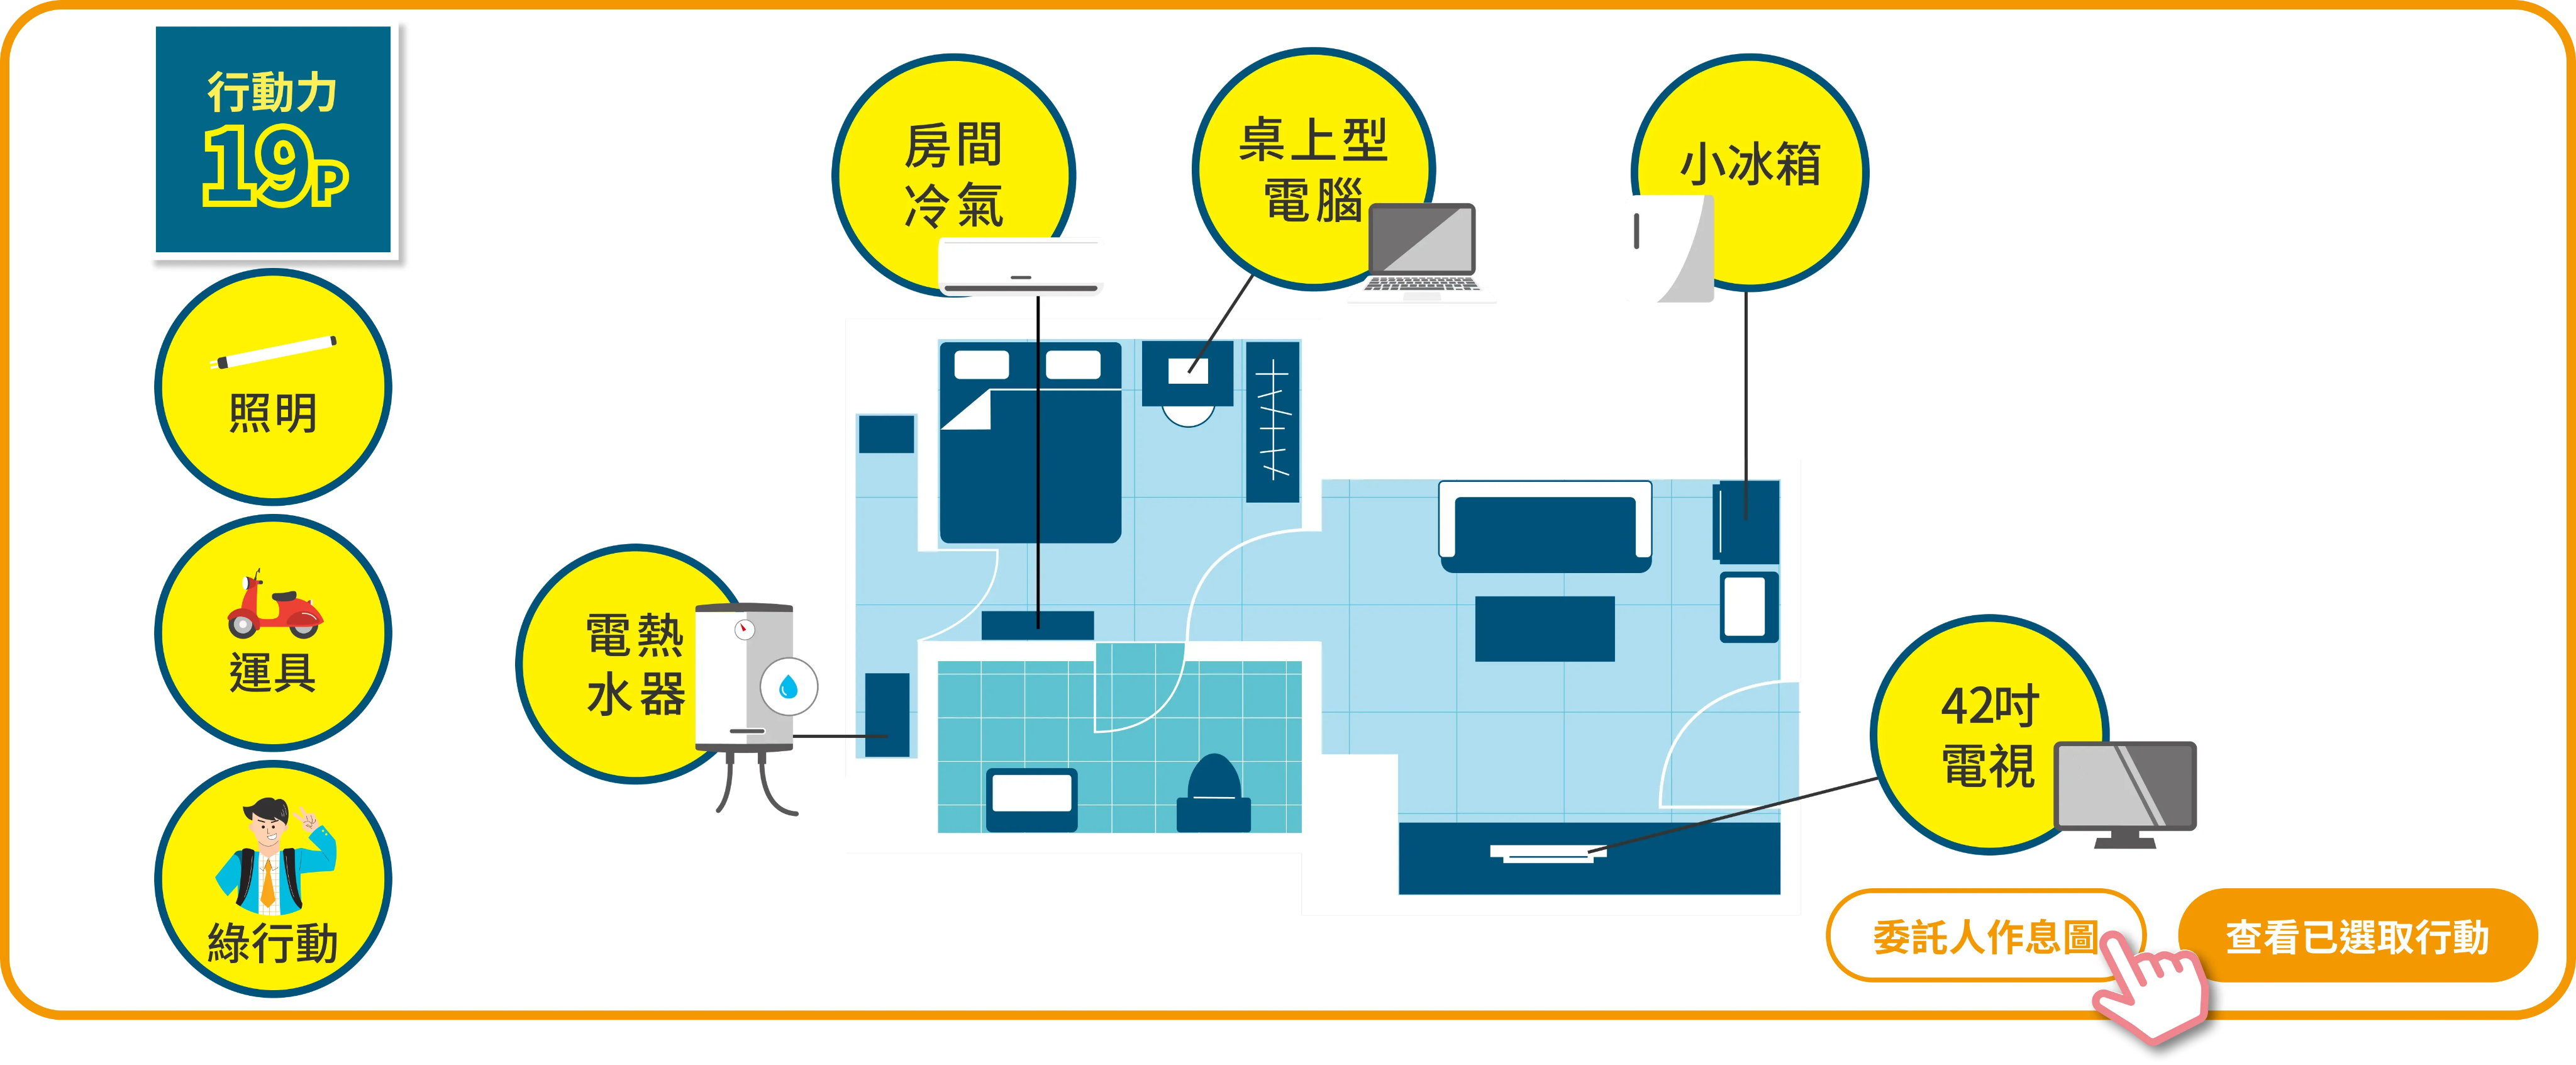 行動力
19P
房間
冷氣
桌上型
電腦
小冰箱
照明
運具
綠行動
電熱
水器
42吋
電視
委託人作息圖
查看已選取行動